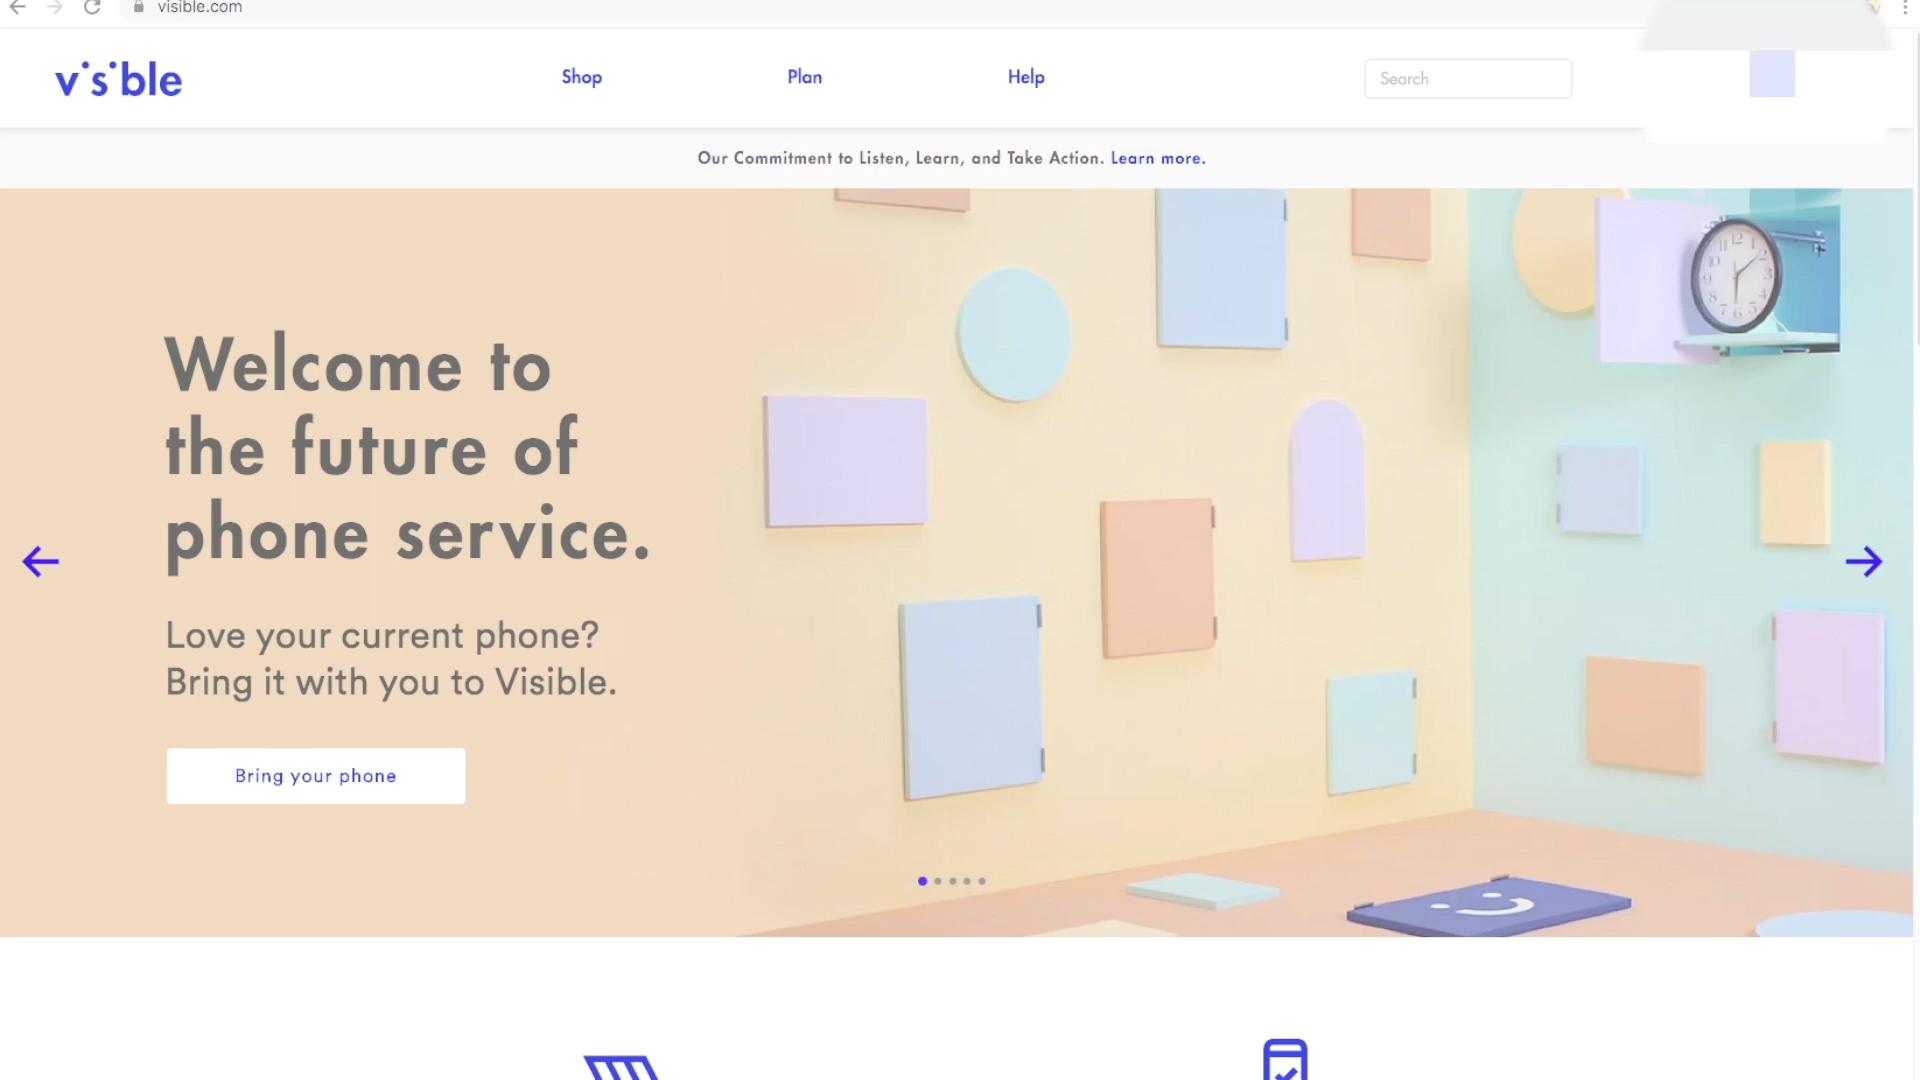 visible.com
visible
Shop
Plan
Help
Search
Our Commitment to Listen, Learn, and Take Action. Learn more.
Welcome to
the future of
phone service.
Love your current phone?
Bring it with you to Visible.
Bring your phone